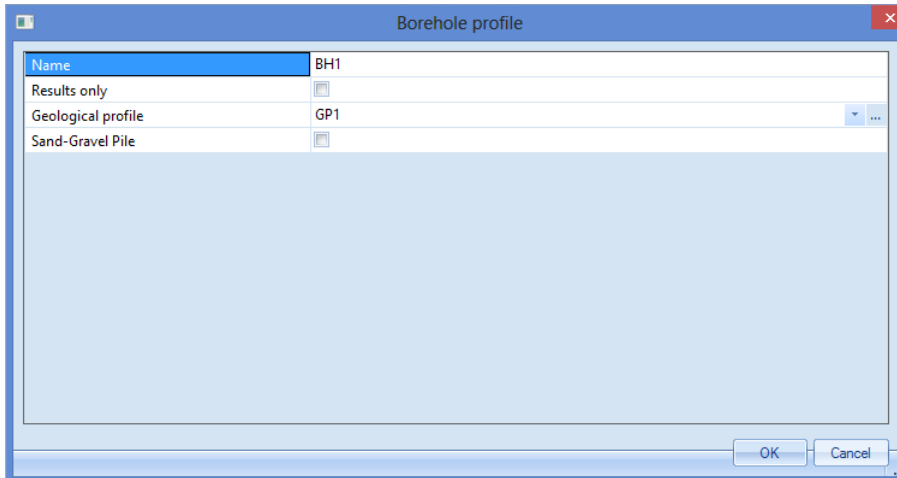 Borehole profile
Name BH1
Results only
Geological profile GP1 ...
Sand-Gravel Pile
OK Cancel